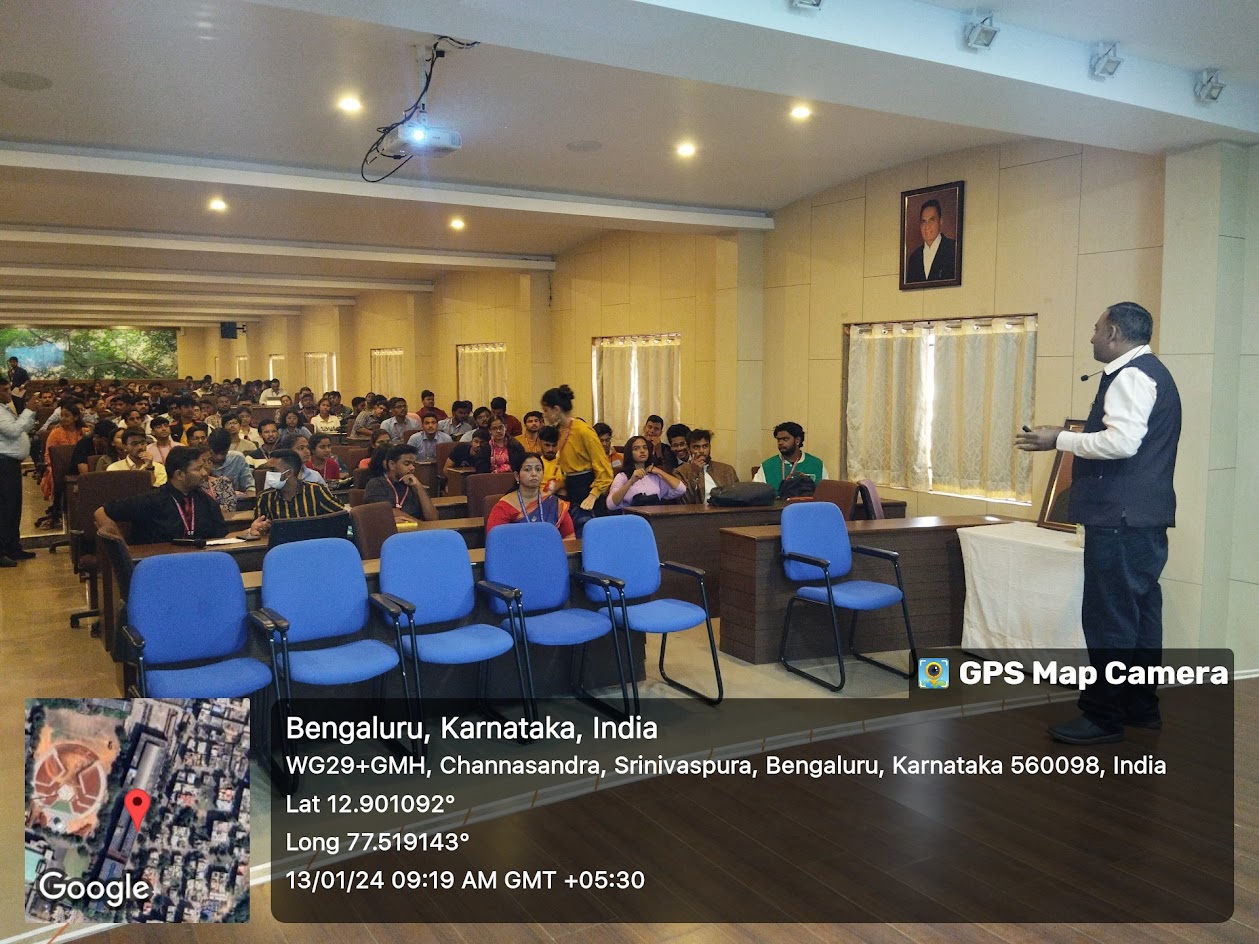 GPS Map Camera
Bengaluru, Karnataka, India
WG29+GMH, Channasandra, Srinivaspura, Bengaluru, Karnataka 560098, India
Lat 12.901092°
Long 77.519143°
13/01/24 09:19 AM GMT +05:30
Google